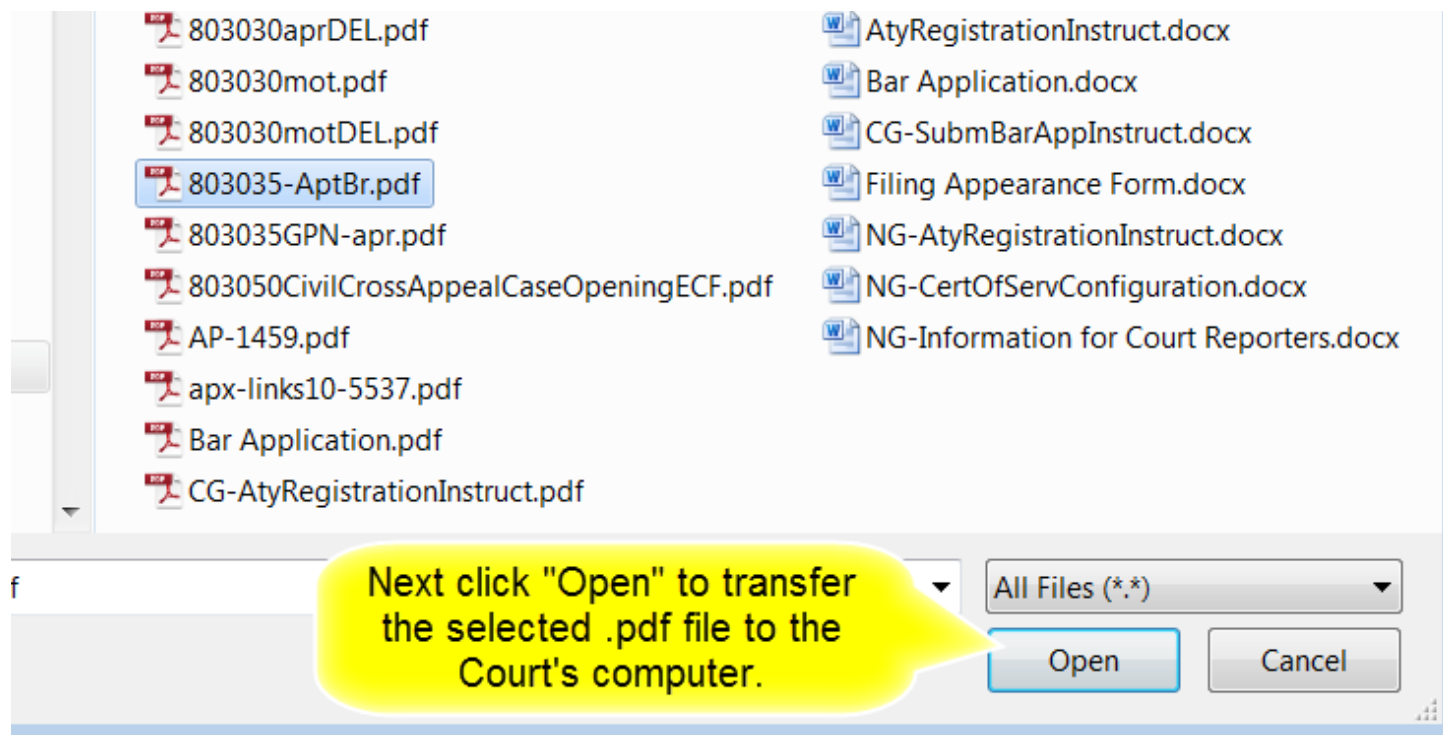 803030aprDEL.pdf
803030mot.pdf
803030motDEL.pdf
803035-AptBr.pdf
803035GPN-apr.pdf
803050CivilCrossAppealCaseOpeningECF.pdf
AP-1459.pdf
apx-links10-5537.pdf
Bar Application.pdf
CG-AtyRegistrationInstruct.pdf
AtyRegistrationInstruct.docx
Bar Application.docx
CG-SubmBarAppInstruct.docx
Filing Appearance Form.docx
NG-AtyRegistrationInstruct.docx
NG-CertOfServConfiguration.docx
NG-Information for Court Reporters.docx
f
Next click "Open" to transfer
the selected .pdf file to the
Court's computer.
All Files (*.*)
Open
Cancel